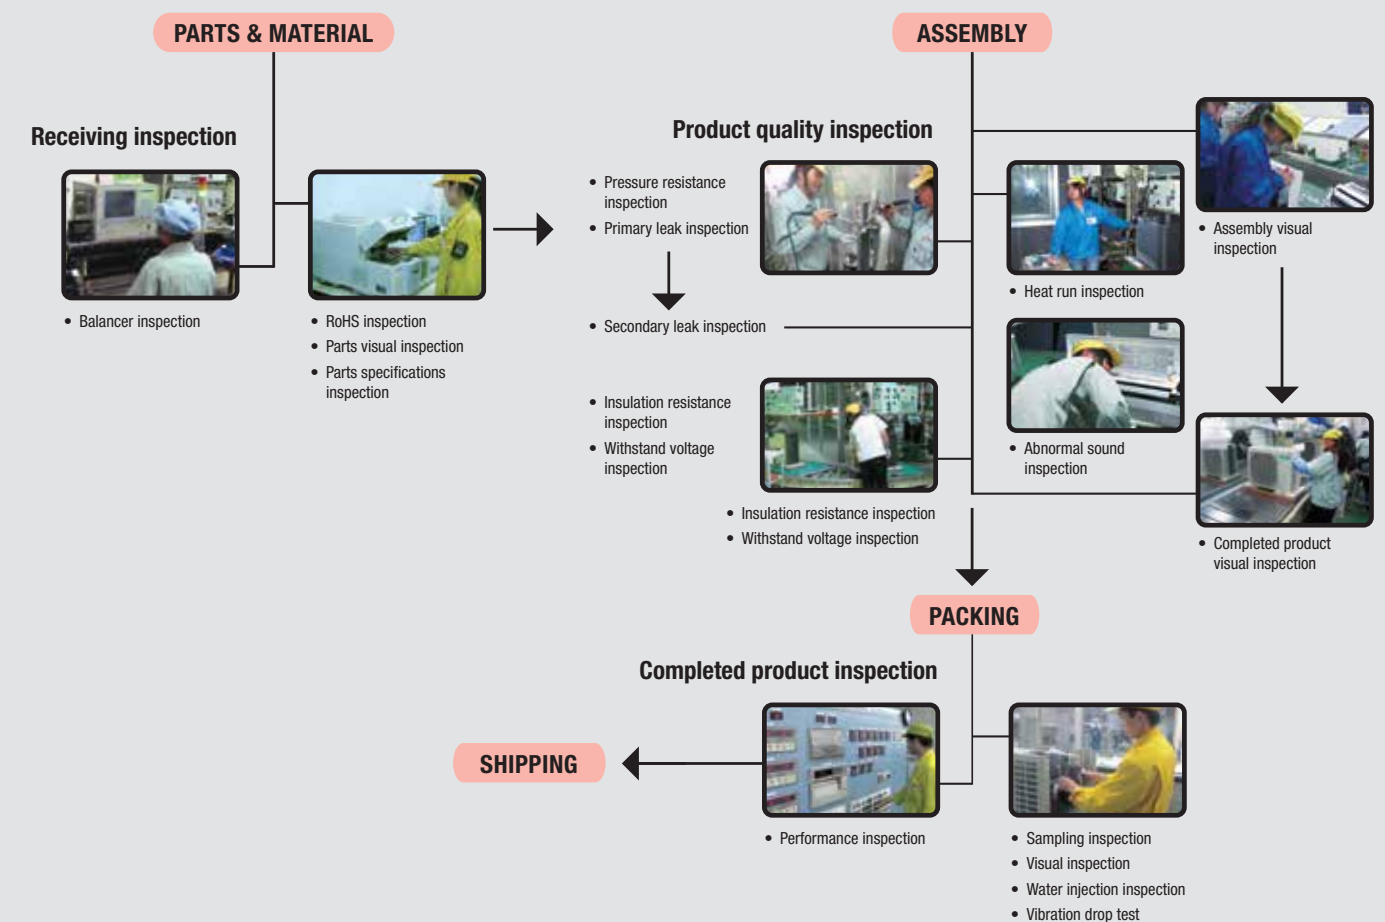 PARTS & MATERIAL
Receiving inspection
• Balancer inspection
• RoHS inspection
• Parts visual inspection
• Parts specifications
inspection
ASSEMBLY
Product quality inspection
• Pressure resistance
inspection
• Primary leak inspection
• Secondary leak inspection
• Insulation resistance
inspection
• Withstand voltage
inspection
• Insulation resistance inspection
• Withstand voltage inspection
• Heat run inspection
• Abnormal sound
inspection
• Assembly visual
inspection
• Completed product
visual inspection
PACKING
Completed product inspection
• Performance inspection
• Sampling inspection
• Visual inspection
• Water injection inspection
• Vibration drop test
SHIPPING